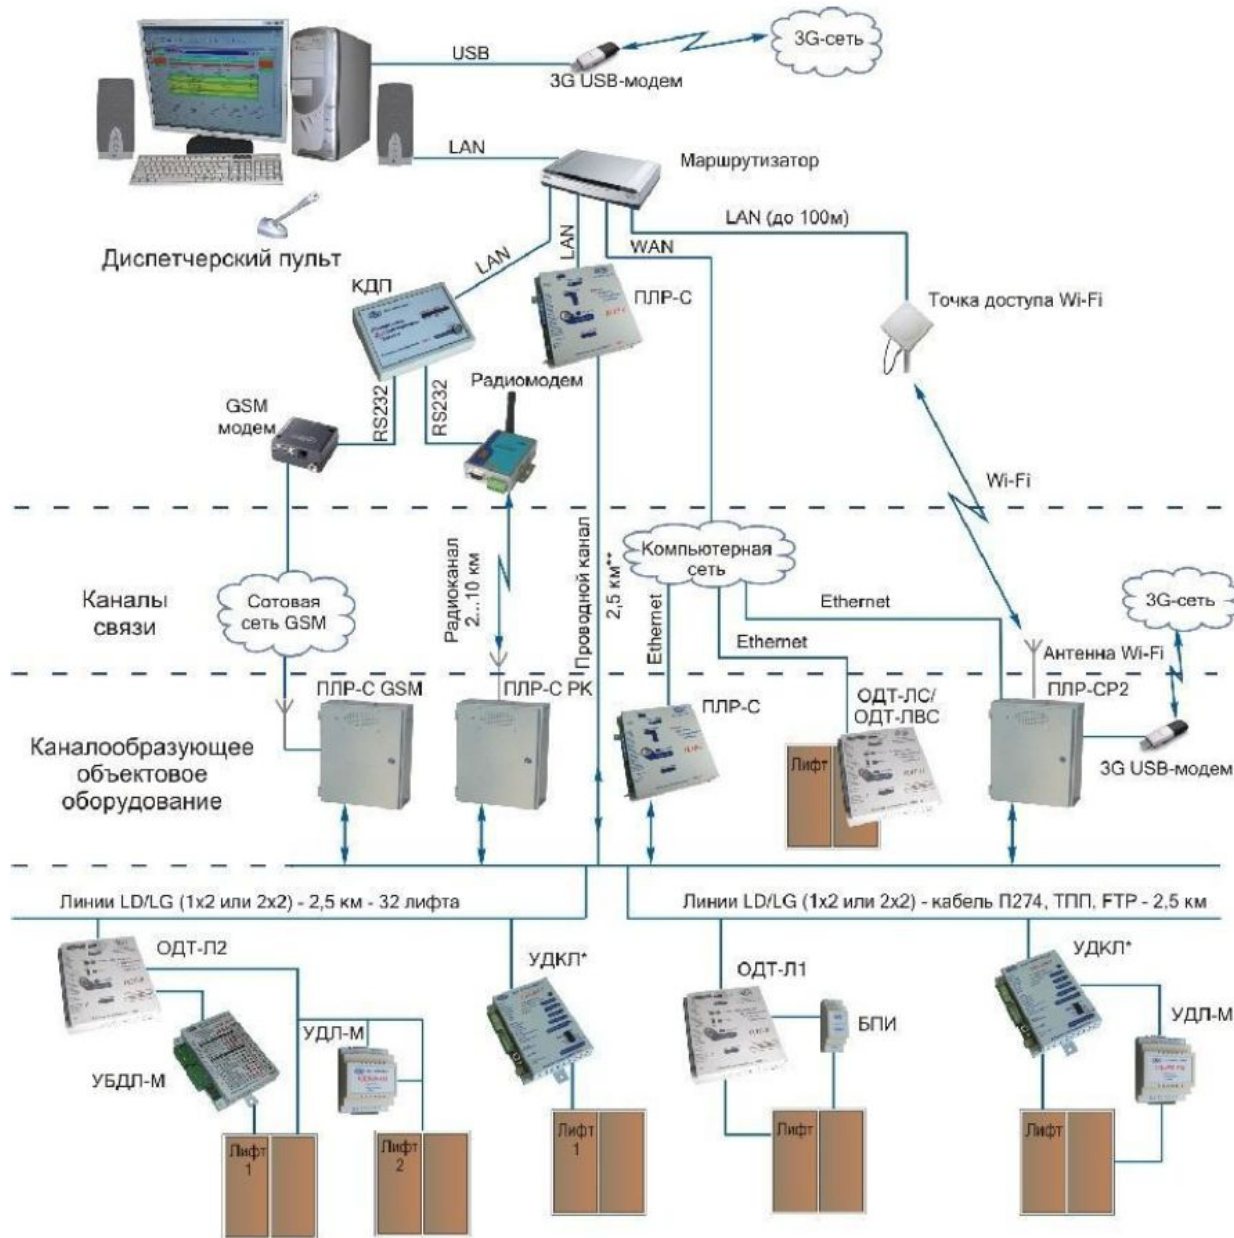 USB
3G USB-модем
3G-сеть
LAN
Маршрутизатор
LAN (до 100м)
Диспетчерский пульт
LAN
LAN
WAN
КДП
ПЛР-С
Точка доступа Wi-Fi
Радиомодем
GSM
модем
RS232
RS232
Wi-Fi
Каналы
связи
Сотовая
сеть GSM
Радиоканал
2...10 км
Проводной канал
2,5 км**
Компьютерная
сеть
Ethernet
Ethernet
Ethernet
3G-сеть
Антенна Wi-Fi
Каналообразующее
объектовое
оборудование
ПЛР-С GSM
ПЛР-С РК
ПЛР-С
ОДТ-ЛС/
ОДТ-ЛВС
Лифт
ПЛР-СР2
3G USB-модем
Линии LD/LG (1x2 или 2x2) - 2,5 км - 32 лифта
Линии LD/LG (1x2 или 2x2) - кабель П274, ТПП, FTP - 2,5 км
ОДТ-Л2
УДКЛ*
ОДТ-Л1
УДКЛ*
БПИ
УДЛ-М
УДЛ-М
УБДЛ-М
Лифт
1
Лифт
2
Лифт
1
Лифт
Лифт